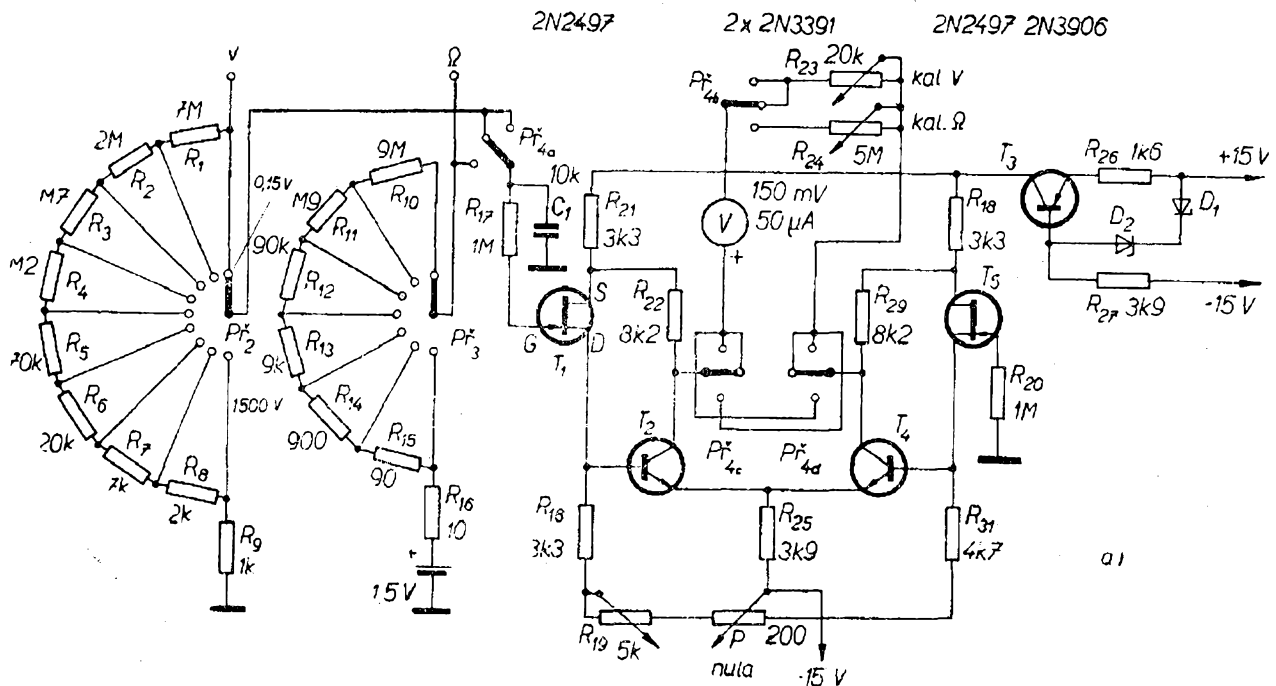 2N2497
2x 2N3391
2N2497 2N3906
V
Ω
R23
20k
kal V
Př4b
7M
R1
2M
R2
0,15 V
Př4a
9M
R10
10k
kal. Ω
R24
5M
T3
R26
1k6
+15 V
M7
R3
M9
R11
R17
1M
C1
R21
3k3
150 mV
50 µA
V
+
R18
3k3
D2
D1
M2
R4
90k
R12
S
R22
8k2
R29
8k2
T5
R27
3k9
-15 V
Př2
Př3
G
D
T1
70k
R5
9k
R13
R20
1M
R6
20k
1500 V
R14
900
R7
7k
R15
90
T2
Př4c
Př4d
T4
R8
2k
R16
10
R18
3k3
R25
3k9
R31
4k7
a)
R9
1k
+
1,5 V
R19
5k
P
200
nula
-15 V